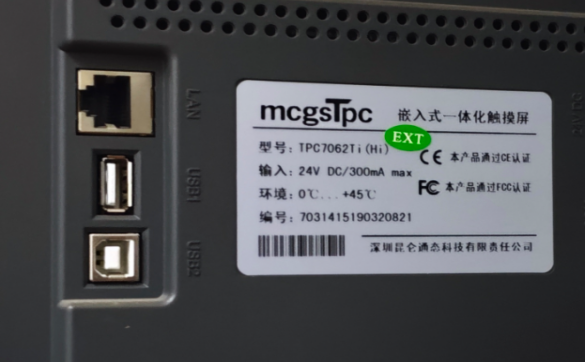 LAN
USB1
USB2
mcgsTpc 嵌入式一体化触摸屏
EXT
型号: TPC7062Ti(Hi)
CE 本产品通过CE认证
输入: 24V DC/300mA max
FC 本产品通过FCC认证
环境: 0℃...+45℃
编号: 7031415190320821
深圳昆仑通态科技有限责任公司